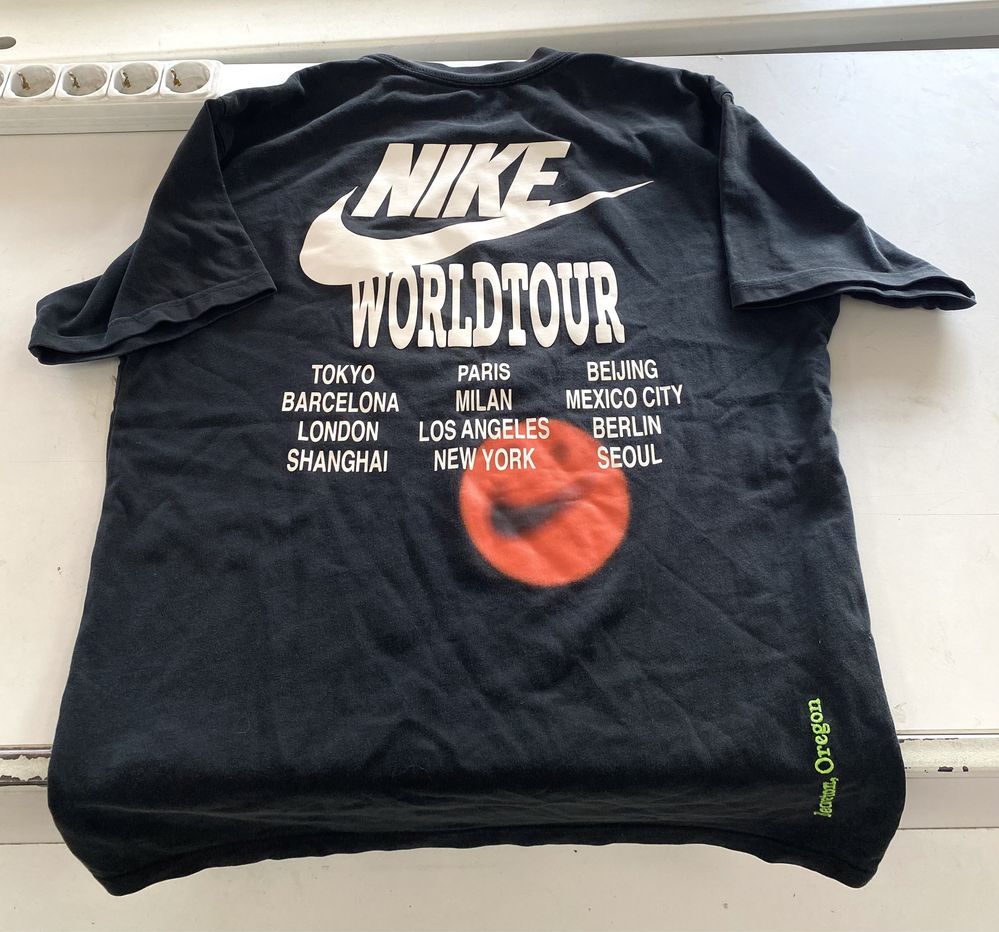 NIKE
WORLDTOUR
TOKYO PARIS BEIJING
BARCELONA MILAN MEXICO CITY
LONDON LOS ANGELES BERLIN
SHANGHAI NEW YORK SEOUL
Oregon